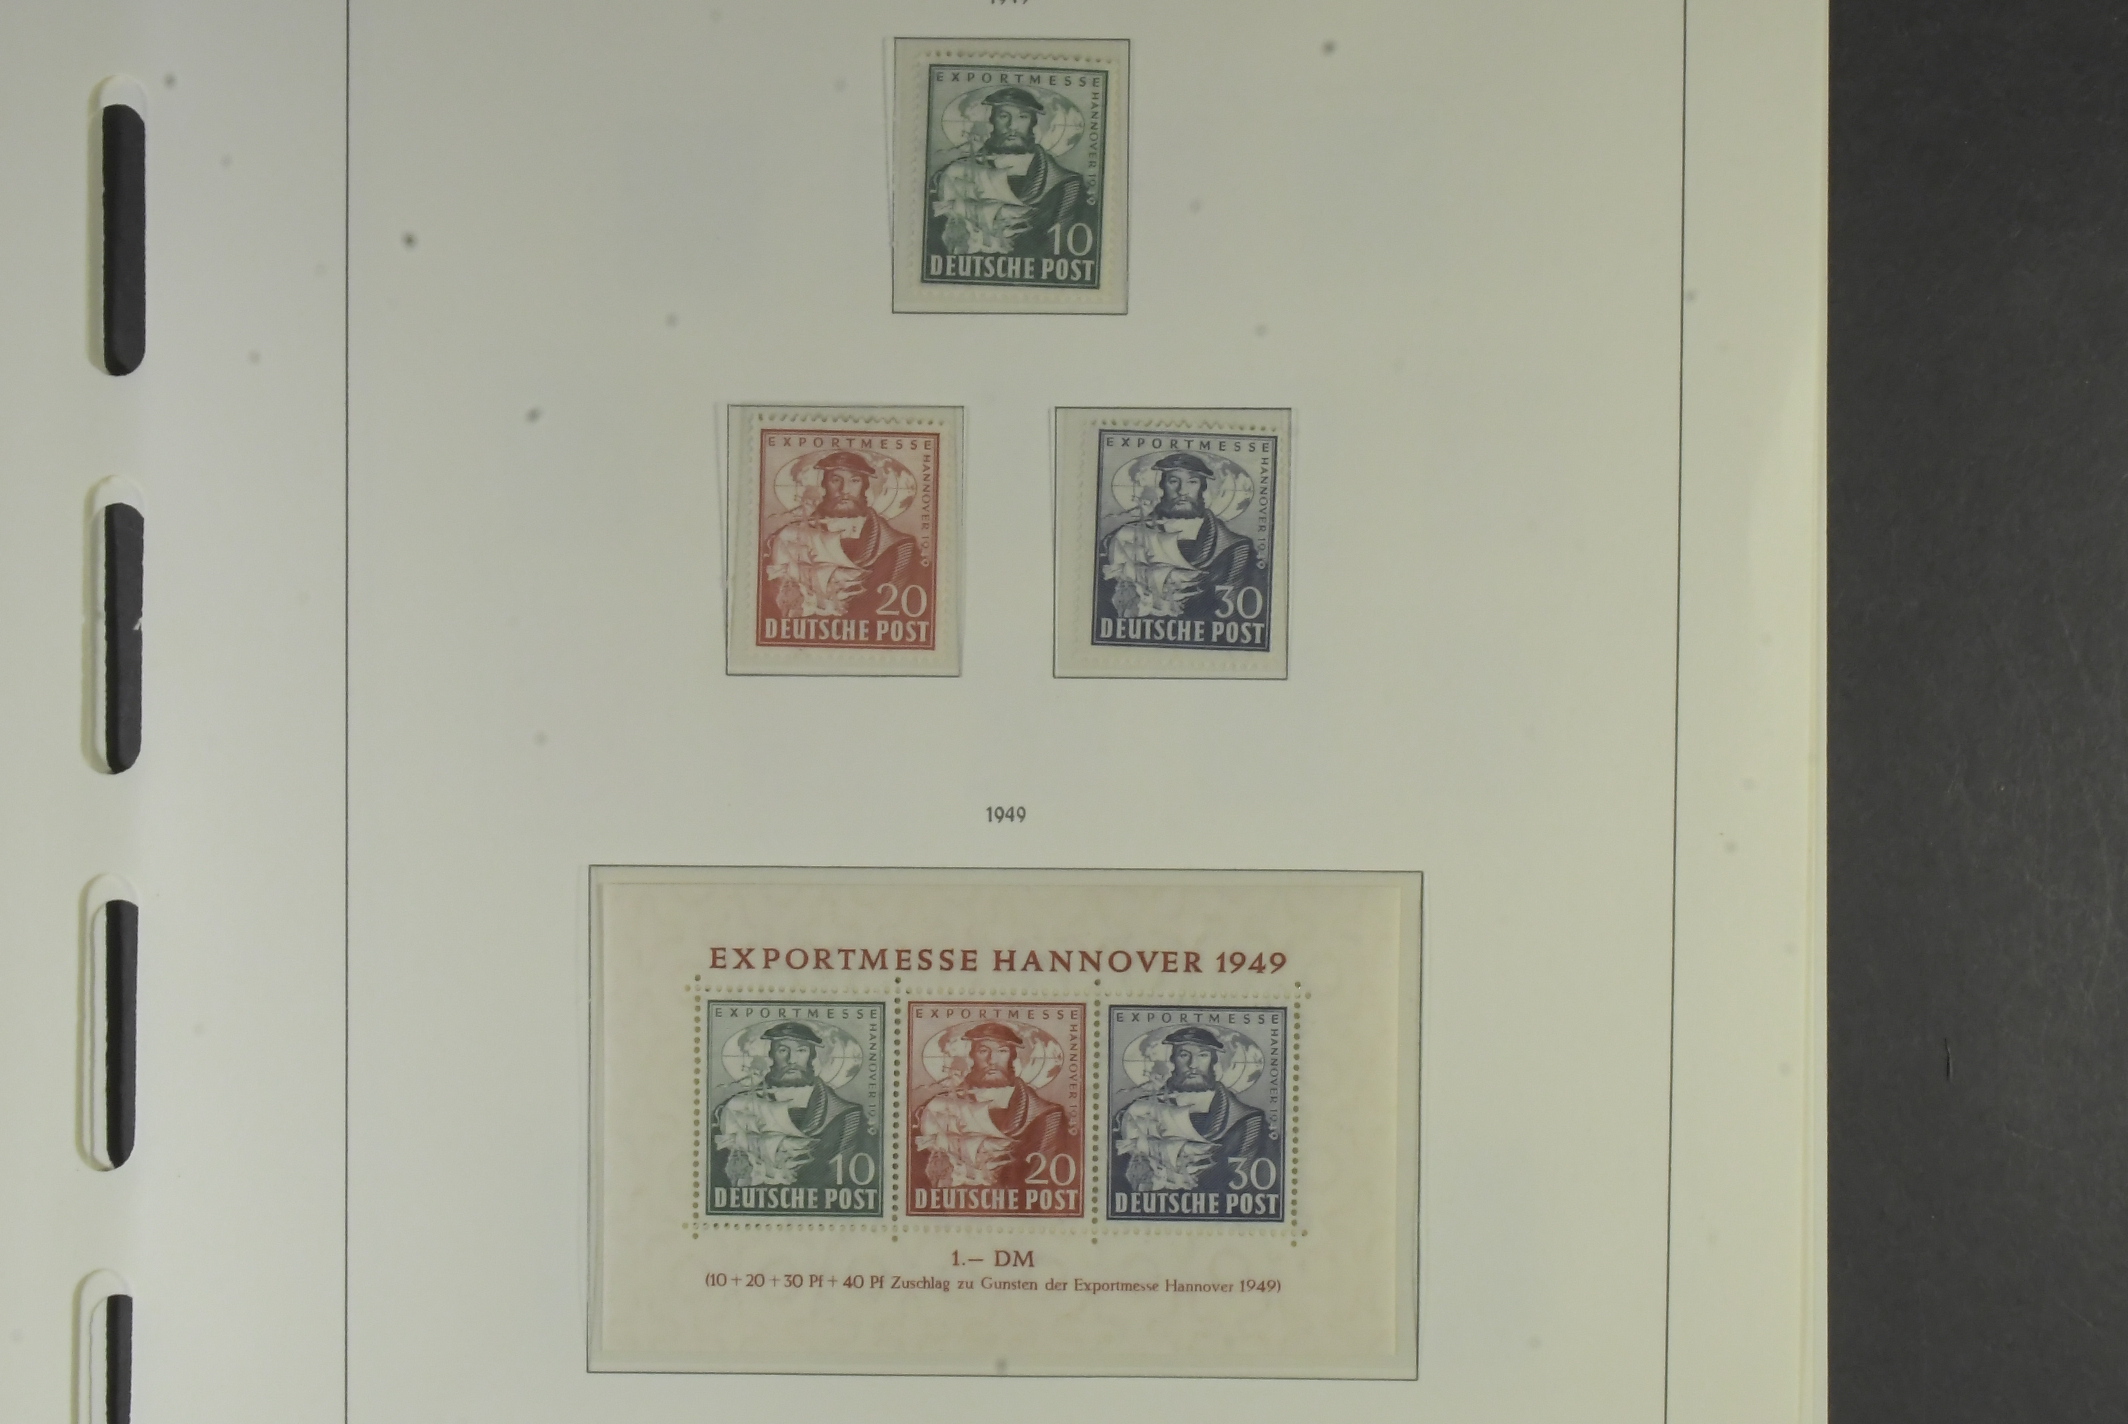 1949
EXPORTMESSE
HANNOVER 1949
10
DEUTSCHE POST
EXPORTMESSE
HANNOVER 1949
20
DEUTSCHE POST
EXPORTMESSE
HANNOVER 1949
30
DEUTSCHE POST
1949
EXPORTMESSE HANNOVER 1949
EXPORTMESSE
HANNOVER 1949
10
DEUTSCHE POST
EXPORTMESSE
HANNOVER 1949
20
DEUTSCHE POST
EXPORTMESSE
HANNOVER 1949
30
DEUTSCHE POST
1.— DM
(10 + 20 + 30 Pf + 40 Pf Zuschlag zu Gunsten der Exportmesse Hannover 1949)